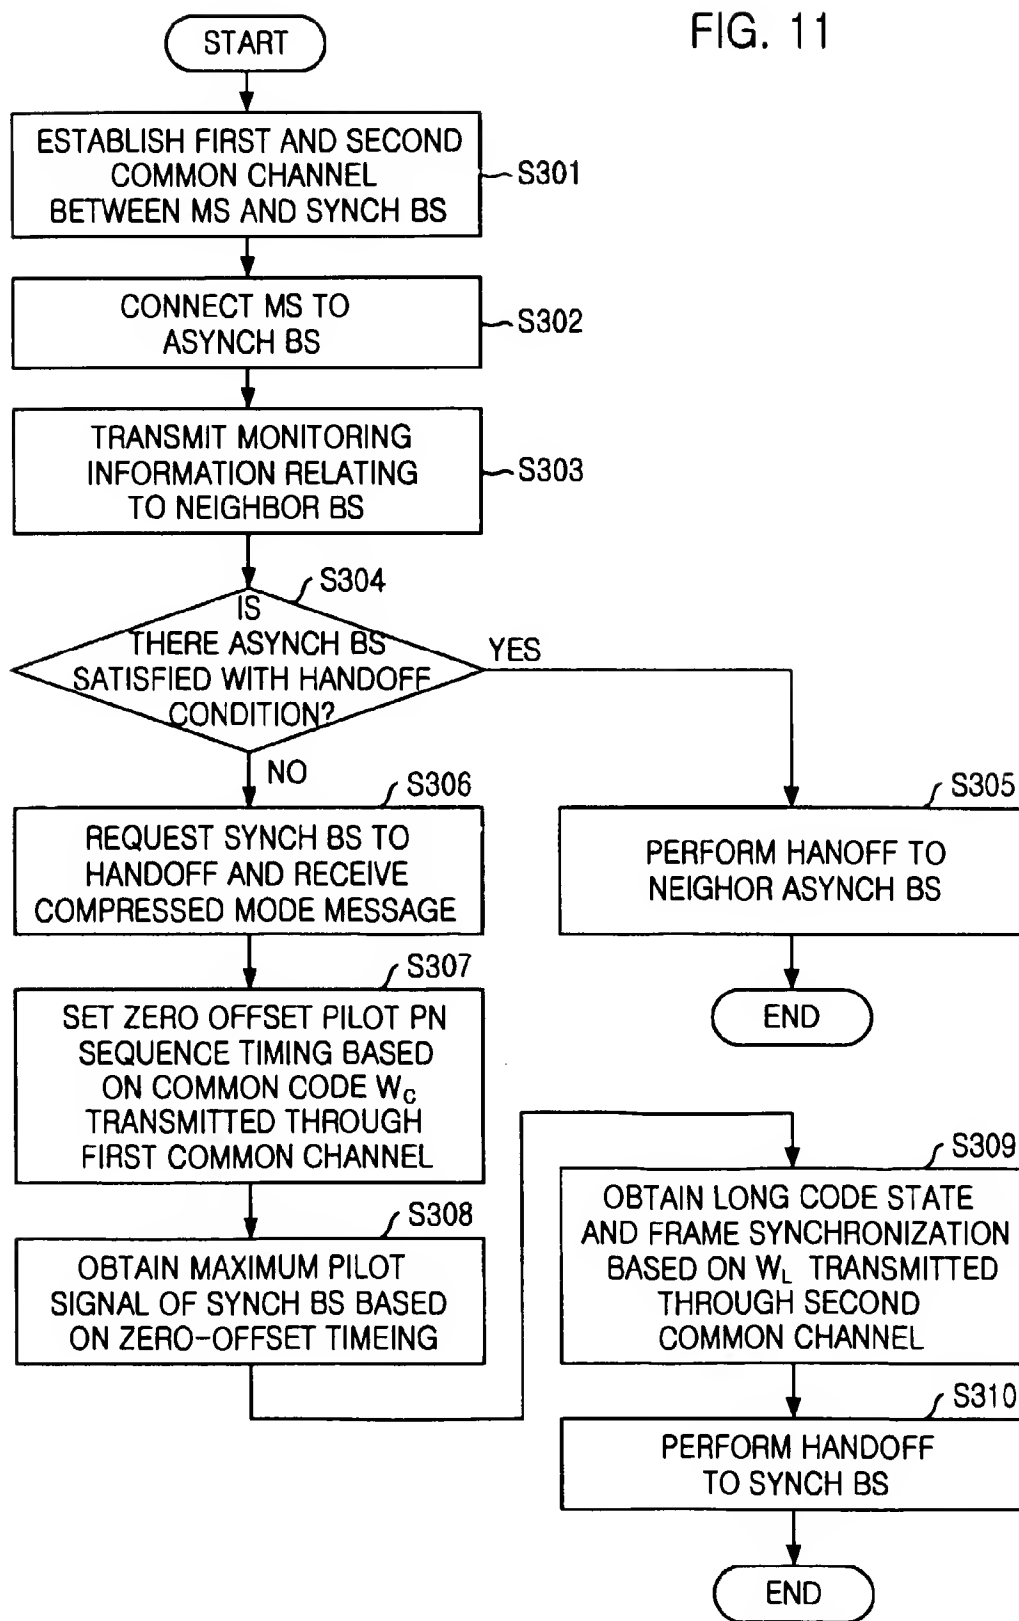 FIG. 11
START
ESTABLISH FIRST AND SECOND
COMMON CHANNEL
BETWEEN MS AND SYNCH BS
S301
CONNECT MS TO
ASYNCH BS
S302
TRANSMIT MONITORING
INFORMATION RELATING
TO NEIGHBOR BS
S303
S304
IS
THERE ASYNCH BS
SATISFIED WITH HANDOFF
CONDITION?
YES
NO
S305
PERFORM HANOFF TO
NEIGHOR ASYNCH BS
END
S306
REQUEST SYNCH BS TO
HANDOFF AND RECEIVE
COMPRESSED MODE MESSAGE
S307
SET ZERO OFFSET PILOT PN
SEQUENCE TIMING BASED
ON COMMON CODE WC
TRANSMITTED THROUGH
FIRST COMMON CHANNEL
S308
OBTAIN MAXIMUM PILOT
SIGNAL OF SYNCH BS BASED
ON ZERO-OFFSET TIMEING
S309
OBTAIN LONG CODE STATE
AND FRAME SYNCHRONIZATION
BASED ON WL TRANSMITTED
THROUGH SECOND
COMMON CHANNEL
S310
PERFORM HANDOFF
TO SYNCH BS
END